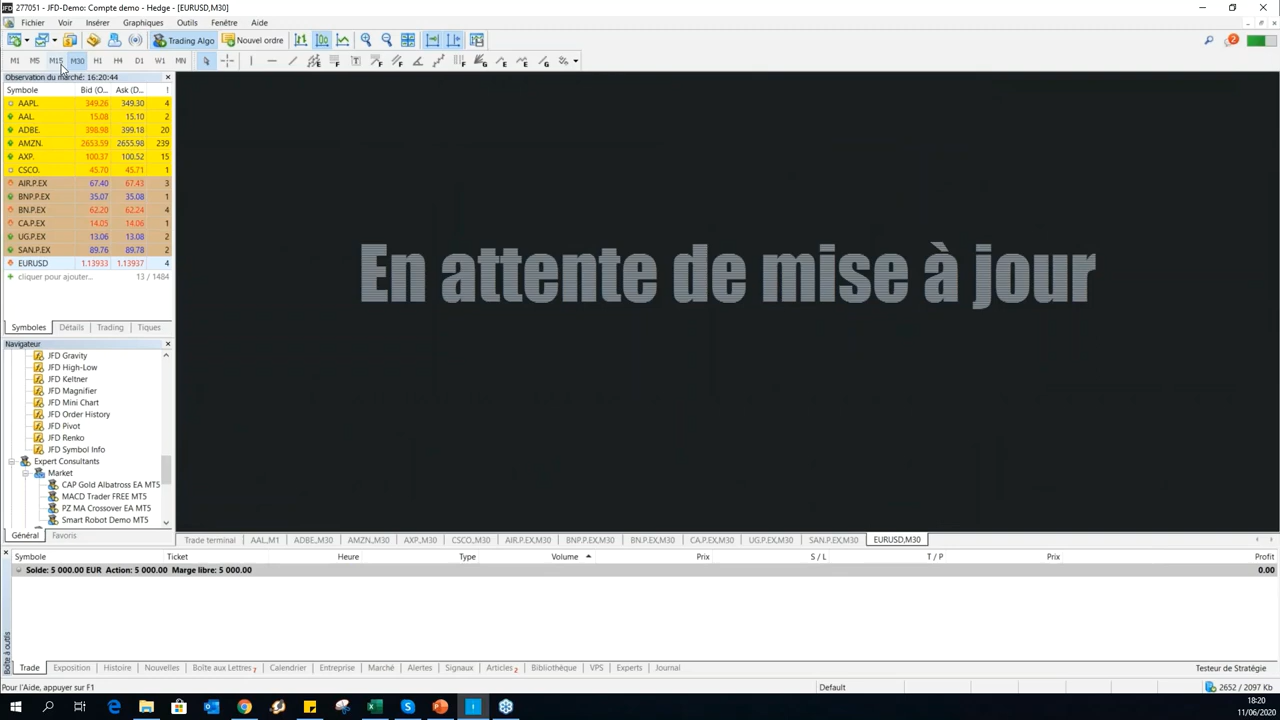 277051 - JFD-Demo: Compte demo - Hedge - [EURUSD,M30]
Fichier Voir Insérer Graphiques Outils Fenêtre Aide
Trading Algo Nouvel ordre 2
M1 M5 M15 M30 H1 H4 D1 W1 MN
Observation du marché: 16:20:44
Symbole Bid (O... Ask (D... !
AAPL. 349.26 349.30 4
AAL. 15.08 15.10 2
ADBE. 398.98 399.18 20
AMZN. 2653.59 2655.98 239
AXP. 100.37 100.52 15
CSCO. 45.70 45.71 1
AIR.P.EX 67.40 67.43 3
BNP.P.EX 35.07 35.08 1
BN.P.EX 62.20 62.24 4
CA.P.EX 14.05 14.06 1
UG.P.EX 13.06 13.08 2
SAN.P.EX 89.76 89.78 2
EURUSD 1.13933 1.13937 4
cliquer pour ajouter... 13 / 1484
Symboles Détails Trading Tiques
En attente de mise à jour
Navigateur
JFD Gravity
JFD High-Low
JFD Keltner
JFD Magnifier
JFD Mini Chart
JFD Order History
JFD Pivot
JFD Renko
JFD Symbol Info
Expert Consultants
Market
CAP Gold Albatross EA MT5
MACD Trader FREE MT5
PZ MA Crossover EA MT5
Smart Robot Demo MT5
Général Favoris
Trade terminal AAL,M1 ADBE,M30 AMZN,M30 AXP,M30 CSCO,M30 AIR.P.EX,M30 BNP.P.EX,M30 BN.P.EX,M30 CA.P.EX,M30 UG.P.EX,M30 SAN.P.EX,M30 EURUSD,M30
Symbole Ticket Heure Type Volume Prix S / L T / P Prix Profit
Solde: 5 000.00 EUR Action: 5 000.00 Marge libre: 5 000.00 0.00
Boîte à outils
Trade Exposition Histoire Nouvelles Boîte aux Lettres 7 Calendrier Entreprise Marché Alertes Signaux Articles 2 Bibliothèque VPS Experts Journal Testeur de Stratégie
Pour l'Aide, appuyer sur F1 Default 2652 / 2097 Kb
18:20
11/06/2020